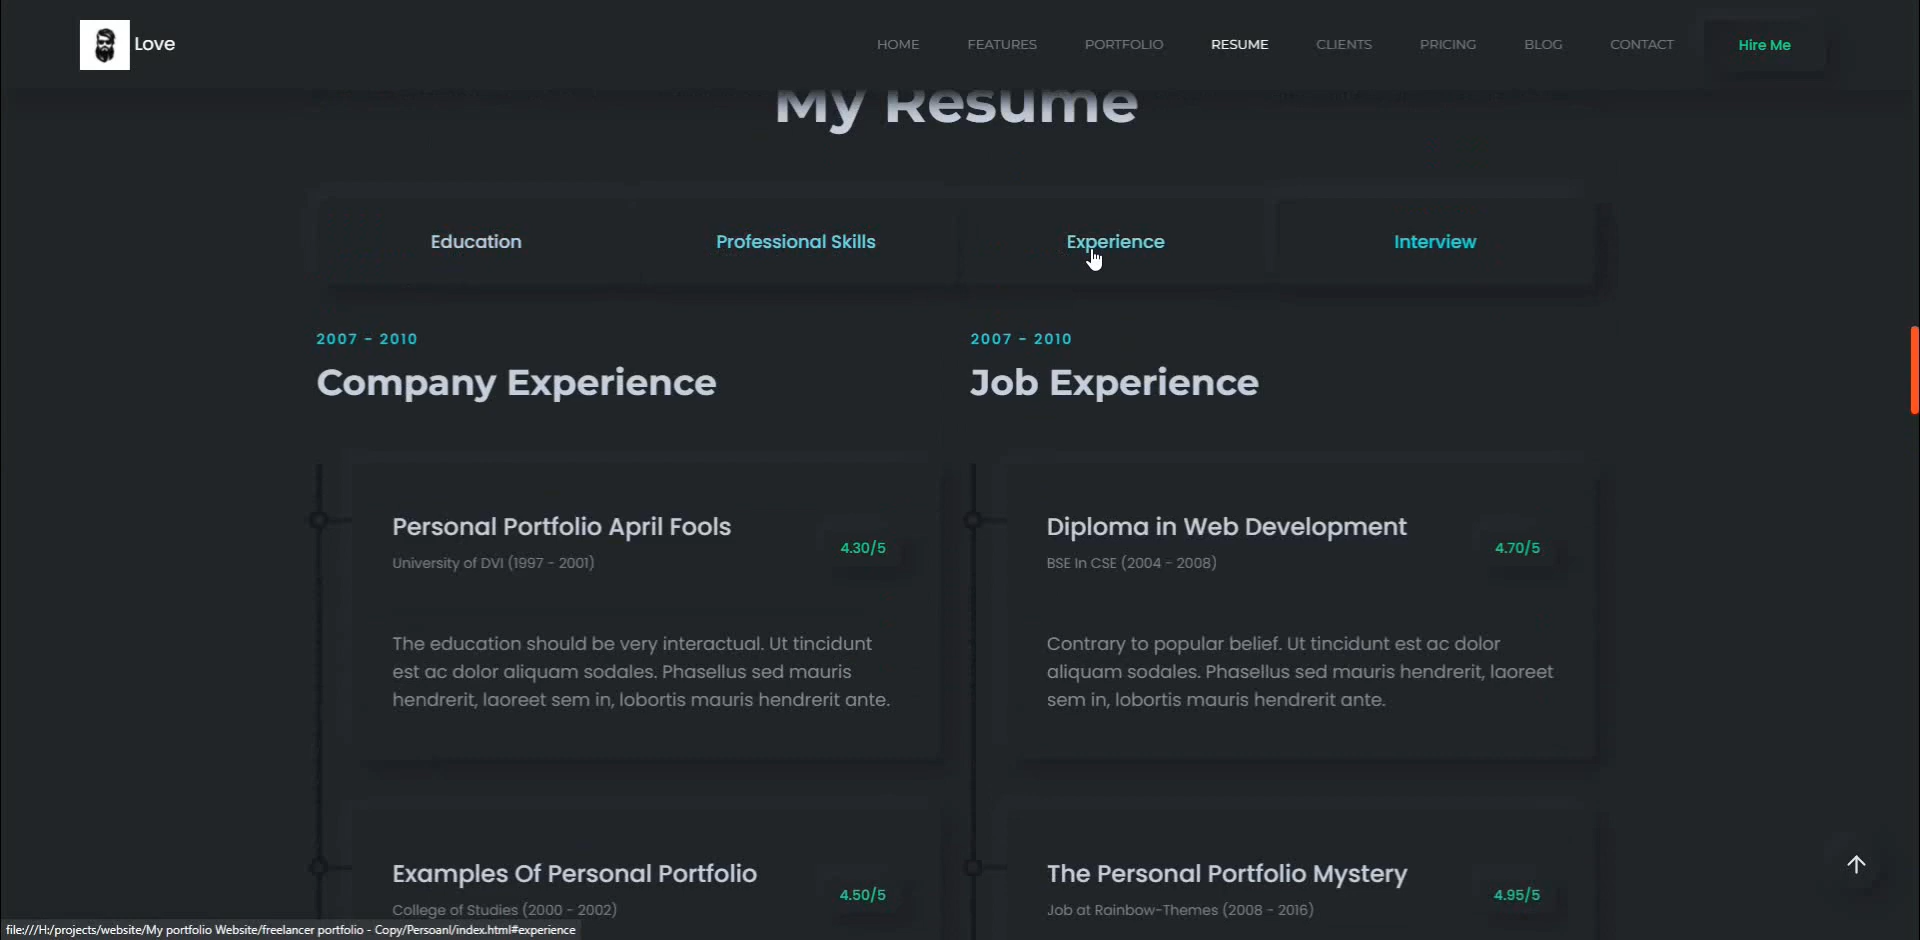 Love
HOME FEATURES PORTFOLIO RESUME CLIENTS PRICING BLOG CONTACT Hire Me
My Resume
Education Professional Skills Experience Interview
2007 - 2010
Company Experience
Personal Portfolio April Fools
University of DVI (1997 - 2001)
4.30/5
The education should be very interactual. Ut tincidunt
est ac dolor aliquam sodales. Phasellus sed mauris
hendrerit, laoreet sem in, lobortis mauris hendrerit ante.
Examples Of Personal Portfolio
College of Studies (2000 - 2002)
4.50/5
2007 - 2010
Job Experience
Diploma in Web Development
BSE In CSE (2004 - 2008)
4.70/5
Contrary to popular belief. Ut tincidunt est ac dolor
aliquam sodales. Phasellus sed mauris hendrerit, laoreet
sem in, lobortis mauris hendrerit ante.
The Personal Portfolio Mystery
Job at Rainbow-Themes (2008 - 2016)
4.95/5
file:///H:/projects/website/My portfolio Website/freelancer portfolio - Copy/Persoanl/index.html#experience